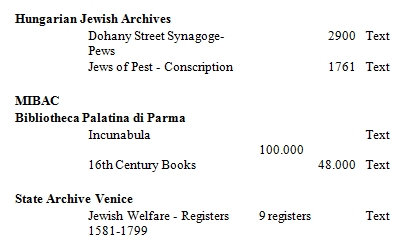 Hungarian Jewish Archives
Dohany Street Synagoge- 2900 Text
Pews
Jews of Pest - Conscription 1761 Text
MIBAC
Bibliotheca Palatina di Parma
Incunabula Text
100.000
16th Century Books 48.000 Text
State Archive Venice
Jewish Welfare - Registers 9 registers Text
1581-1799